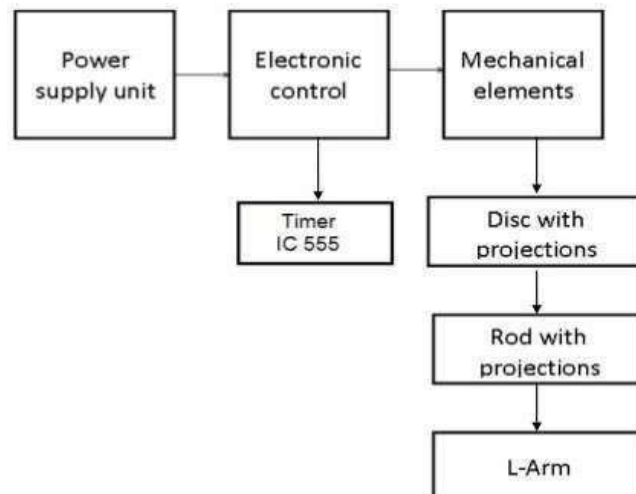 Power
supply unit
Electronic
control
Mechanical
elements
Timer
IC 555
Disc with
projections
Rod with
projections
L-Arm